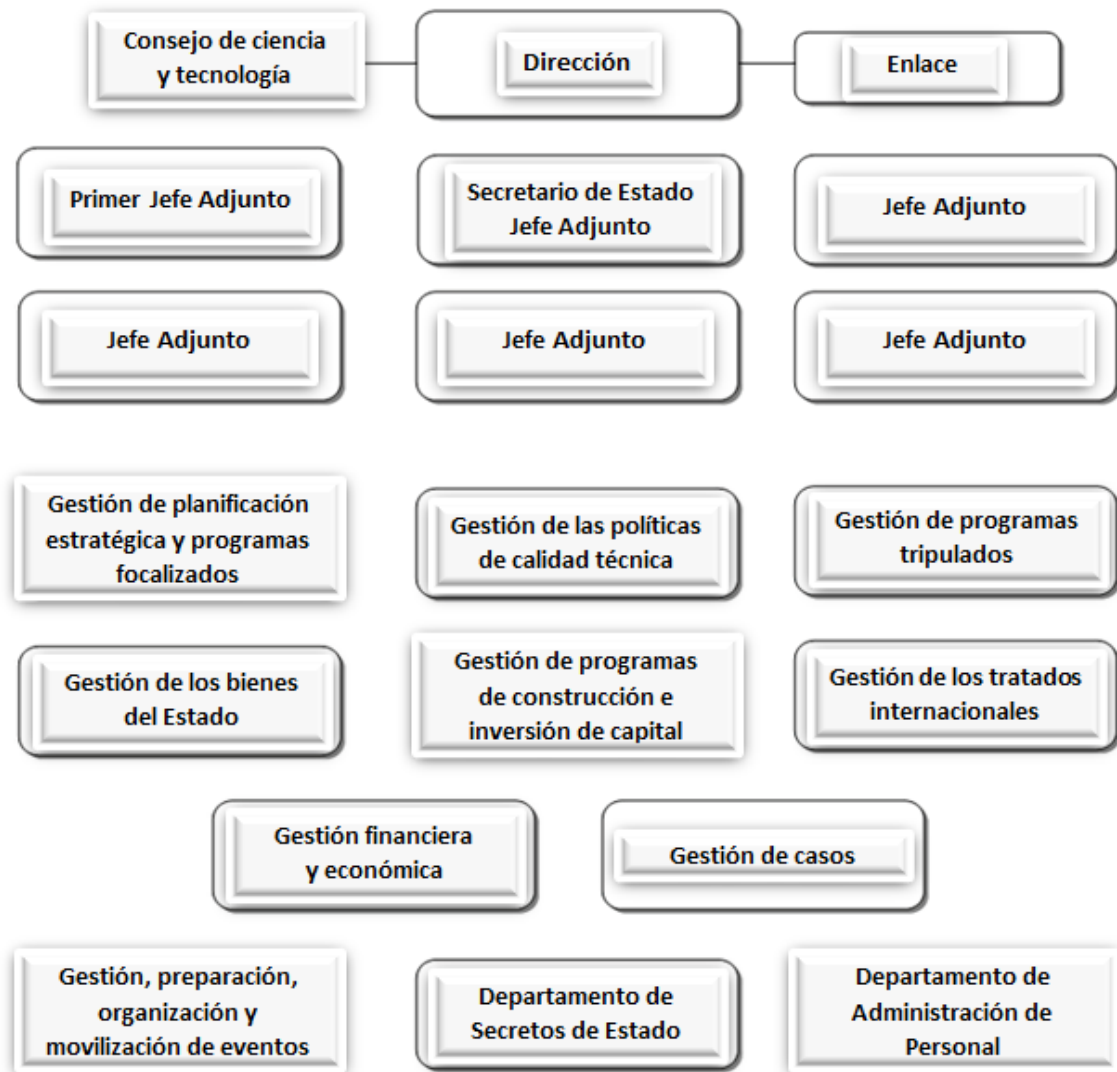 Consejo de ciencia
y tecnología
Dirección
Enlace
Primer Jefe Adjunto
Secretario de Estado
Jefe Adjunto
Jefe Adjunto
Jefe Adjunto
Jefe Adjunto
Jefe Adjunto
Gestión de planificación
estratégica y programas
focalizados
Gestión de las políticas
de calidad técnica
Gestión de programas
tripulados
Gestión de los bienes
del Estado
Gestión de programas
de construcción e
inversión de capital
Gestión de los tratados
internacionales
Gestión financiera
y económica
Gestión de casos
Gestión, preparación,
organización y
movilización de eventos
Departamento de
Secretos de Estado
Departamento de
Administración de
Personal